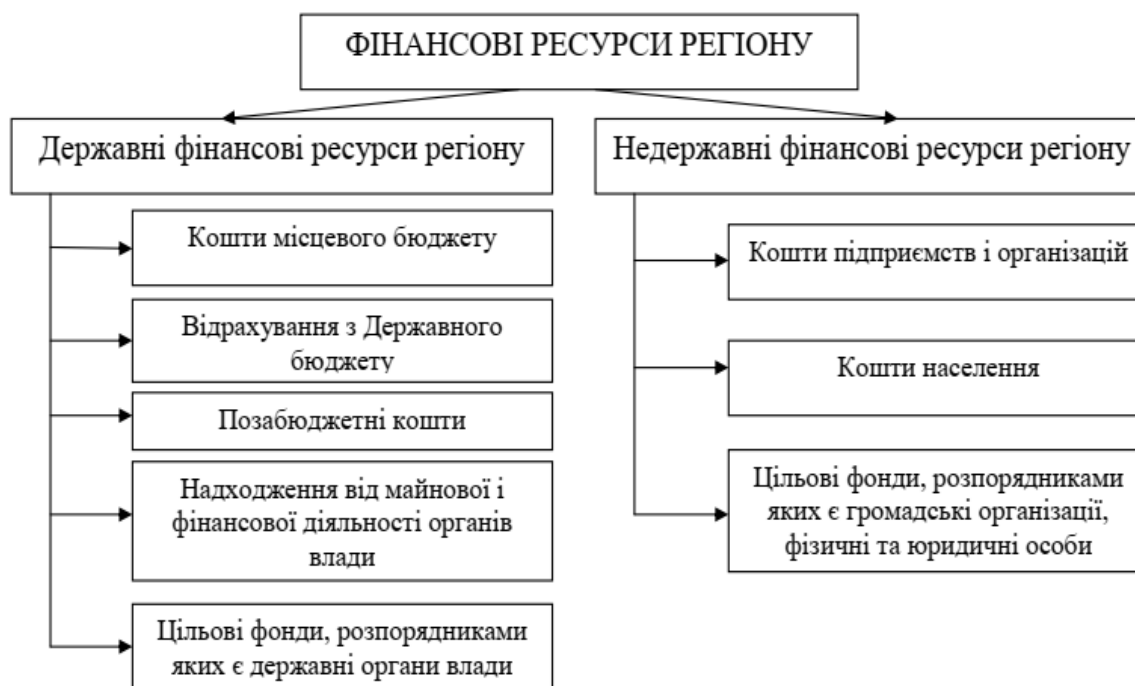 ФІНАНСОВІ РЕСУРСИ РЕГІОНУ
Державні фінансові ресурси регіону
Кошти місцевого бюджету
Відрахування з Державного
бюджету
Позабюджетні кошти
Надходження від майнової і
фінансової діяльності органів
влади
Цільові фонди, розпорядниками
яких є державні органи влади
Недержавні фінансові ресурси регіону
Кошти підприємств і організацій
Кошти населення
Цільові фонди, розпорядниками
яких є громадські організації,
фізичні та юридичні особи